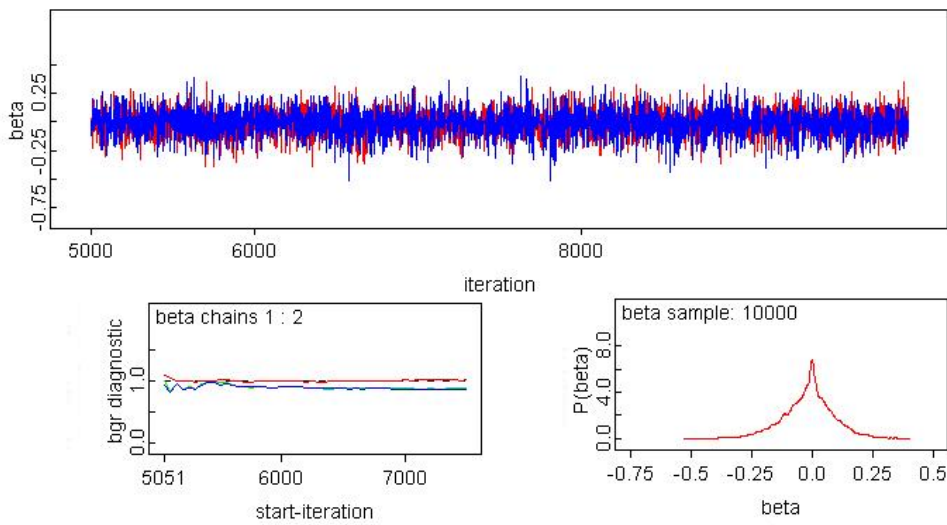 beta
0.25
-0.25
-0.75
5000 6000 8000
iteration
beta chains 1 : 2
bgr diagnostic
1.0
0.0
5051 6000 7000
start-iteration
beta sample: 10000
P(beta)
8.0
4.0
0.0
-0.75 -0.5 -0.25 0.0 0.25 0.5
beta